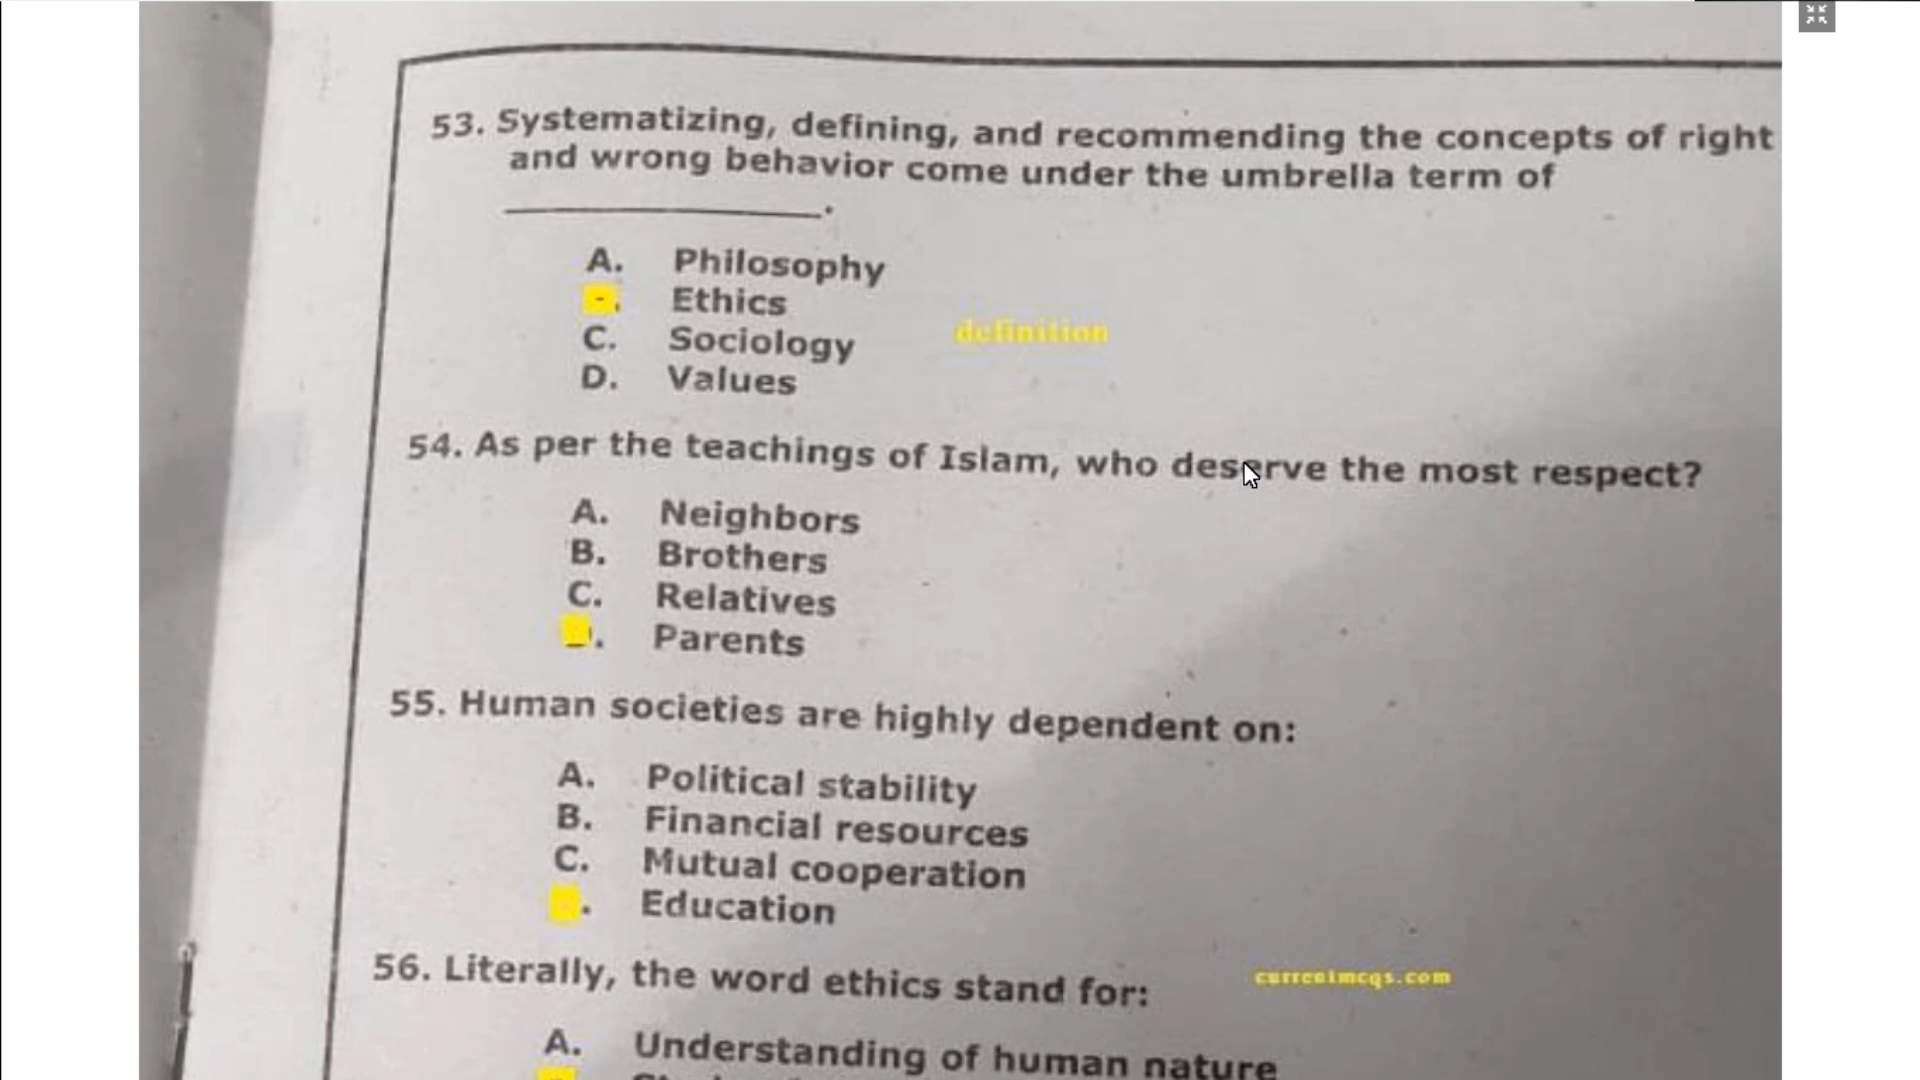 53. Systematizing, defining, and recommending the concepts of right
and wrong behavior come under the umbrella term of
______________.
A. Philosophy
. Ethics
definition
C. Sociology
D. Values
54. As per the teachings of Islam, who deserve the most respect?
A. Neighbors
B. Brothers
C. Relatives
. Parents
55. Human societies are highly dependent on:
A. Political stability
B. Financial resources
C. Mutual cooperation
. Education
56. Literally, the word ethics stand for:
currentmcqs.com
A. Understanding of human nature